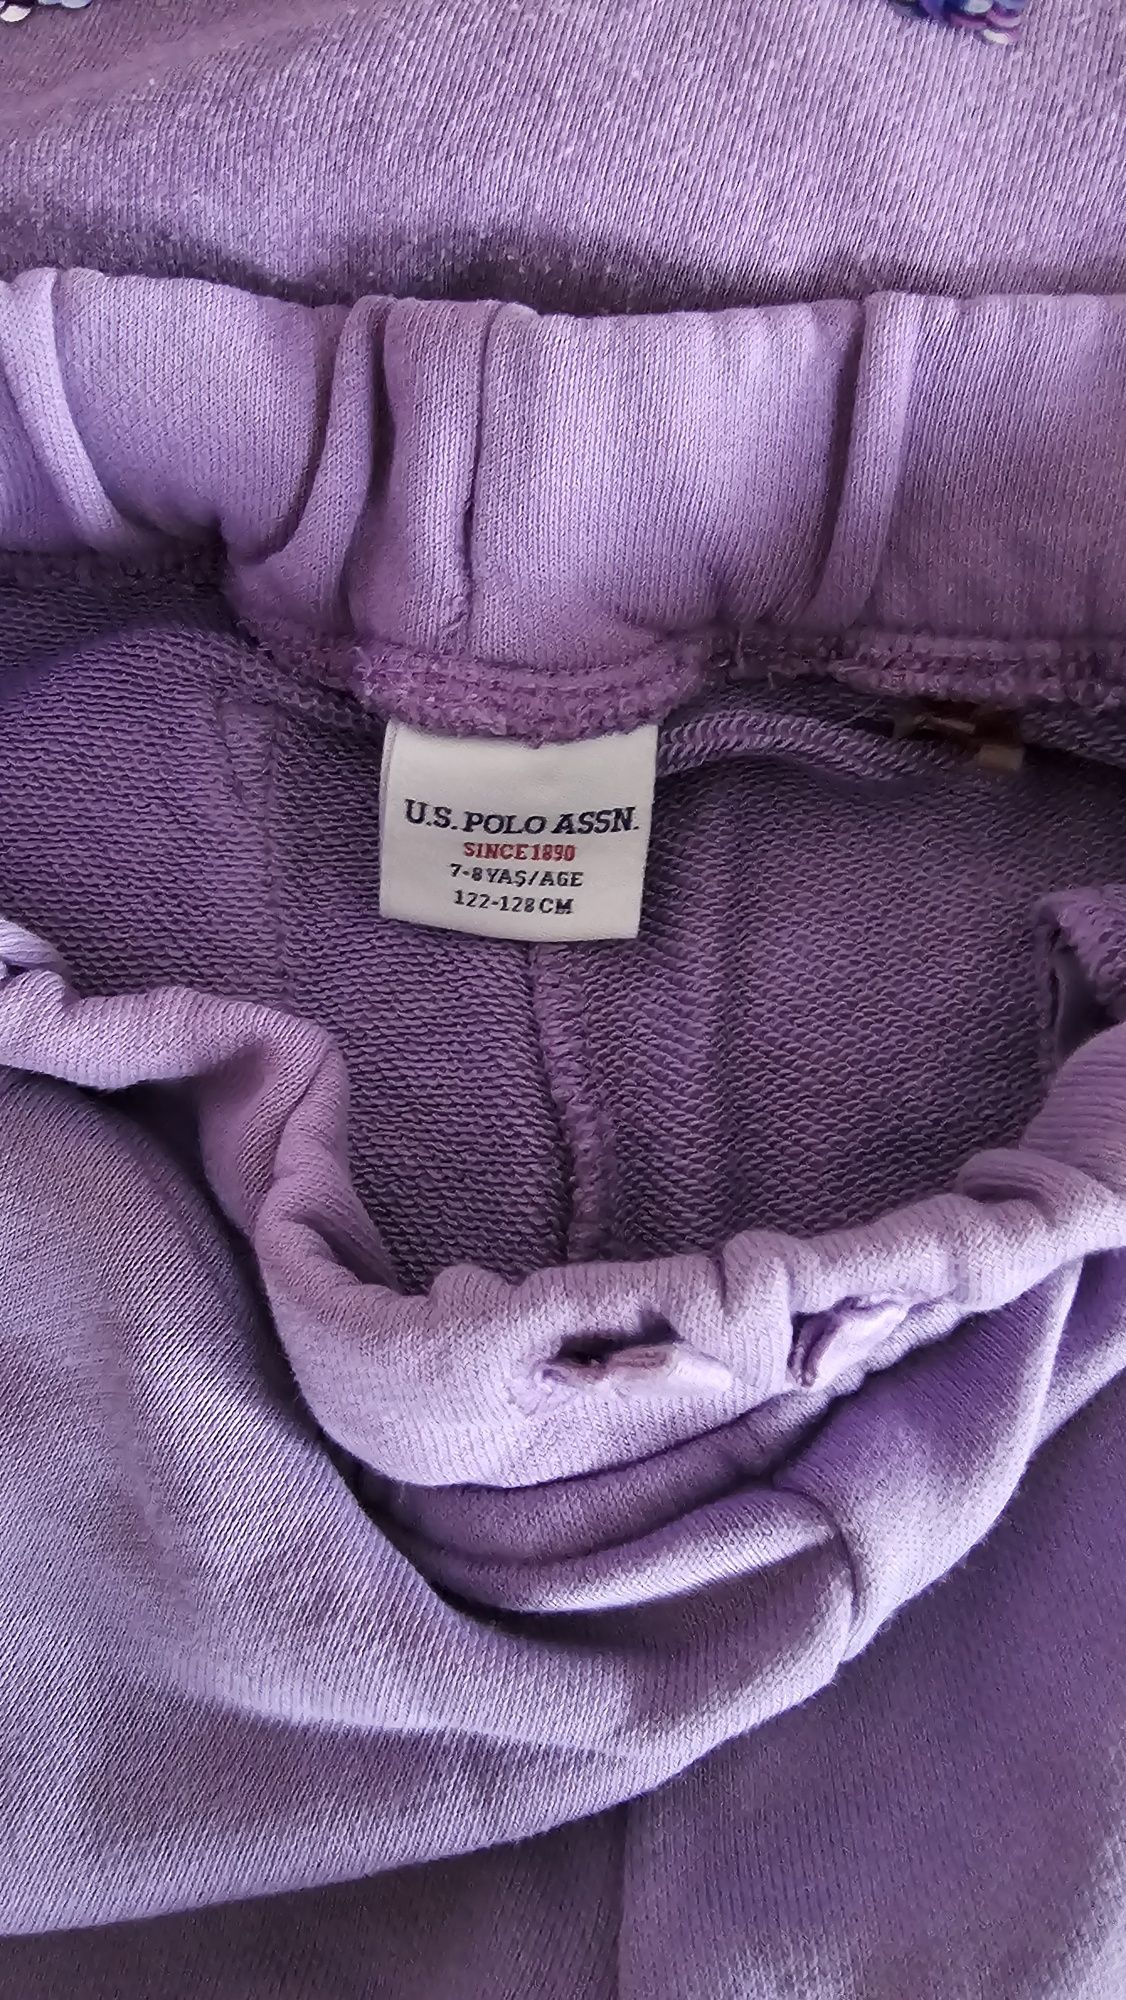 U.S. POLO ASSN.
SINCE 1890
7-8 YAŞ/AGE
122-128 CM